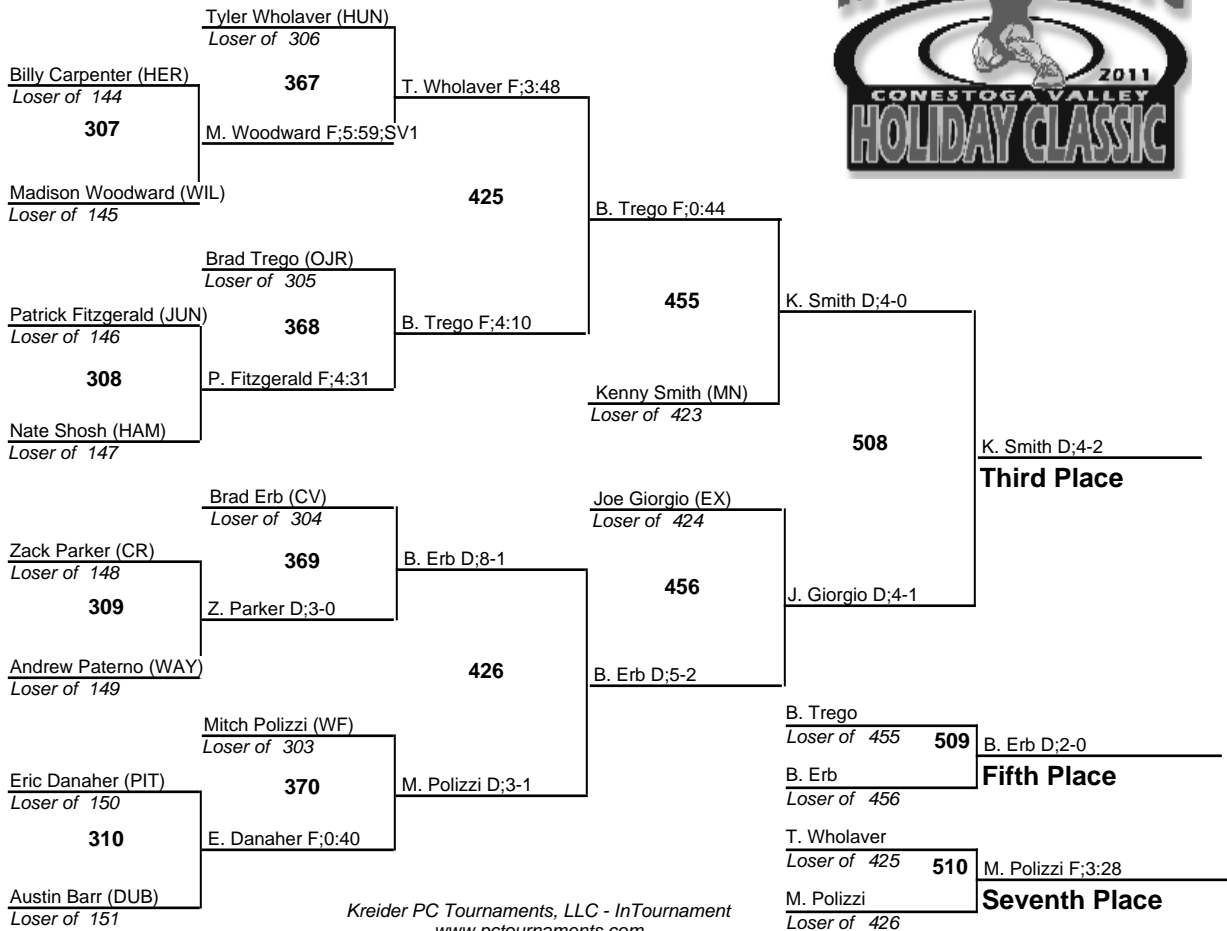 Tyler Wholaver (HUN)
Loser of 306
Billy Carpenter (HER)
Loser of 144
367
T. Wholaver F;3:48
307
M. Woodward F;5:59;SV1
Madison Woodward (WIL)
Loser of 145
425
B. Trego F;0:44
Brad Trego (OJR)
Loser of 305
Patrick Fitzgerald (JUN)
Loser of 146
368
B. Trego F;4:10
308
P. Fitzgerald F;4:31
Nate Shosh (HAM)
Loser of 147
455
K. Smith D;4-0
Kenny Smith (MN)
Loser of 423
508
K. Smith D;4-2
Third Place
Brad Erb (CV)
Loser of 304
Joe Giorgio (EX)
Loser of 424
Zack Parker (CR)
Loser of 148
369
B. Erb D;8-1
309
Z. Parker D;3-0
456
J. Giorgio D;4-1
Andrew Paterno (WAY)
Loser of 149
426
B. Erb D;5-2
Mitch Polizzi (WF)
Loser of 303
Eric Danaher (PIT)
Loser of 150
370
M. Polizzi D;3-1
310
E. Danaher F;0:40
Austin Barr (DUB)
Loser of 151
B. Trego
Loser of 455
509
B. Erb D;2-0
Fifth Place
B. Erb
Loser of 456
T. Wholaver
Loser of 425
510
M. Polizzi F;3:28
Seventh Place
M. Polizzi
Loser of 426
Kreider PC Tournaments, LLC - InTournament
www.pctournaments.com
2011
CONESTOGA VALLEY
HOLIDAY CLASSIC